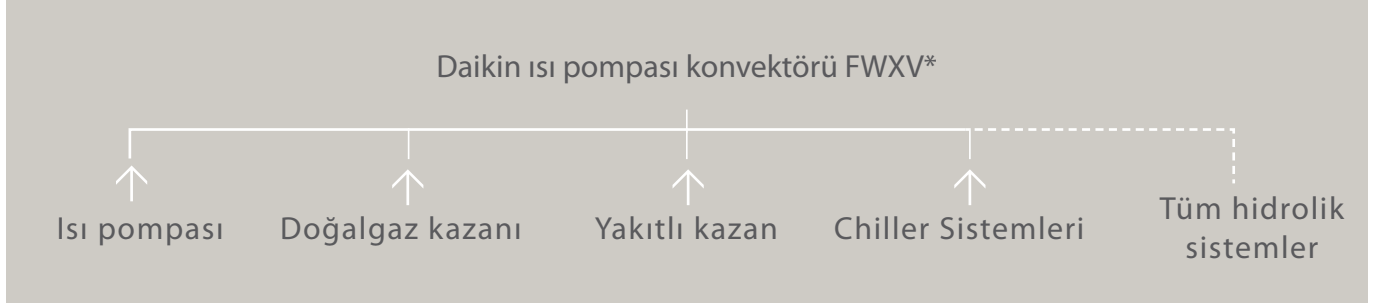 Daikin ısı pompası konvektörü FWXV*
Isı pompası
Doğalgaz kazanı
Yakıtlı kazan
Chiller Sistemleri
Tüm hidrolik
sistemler